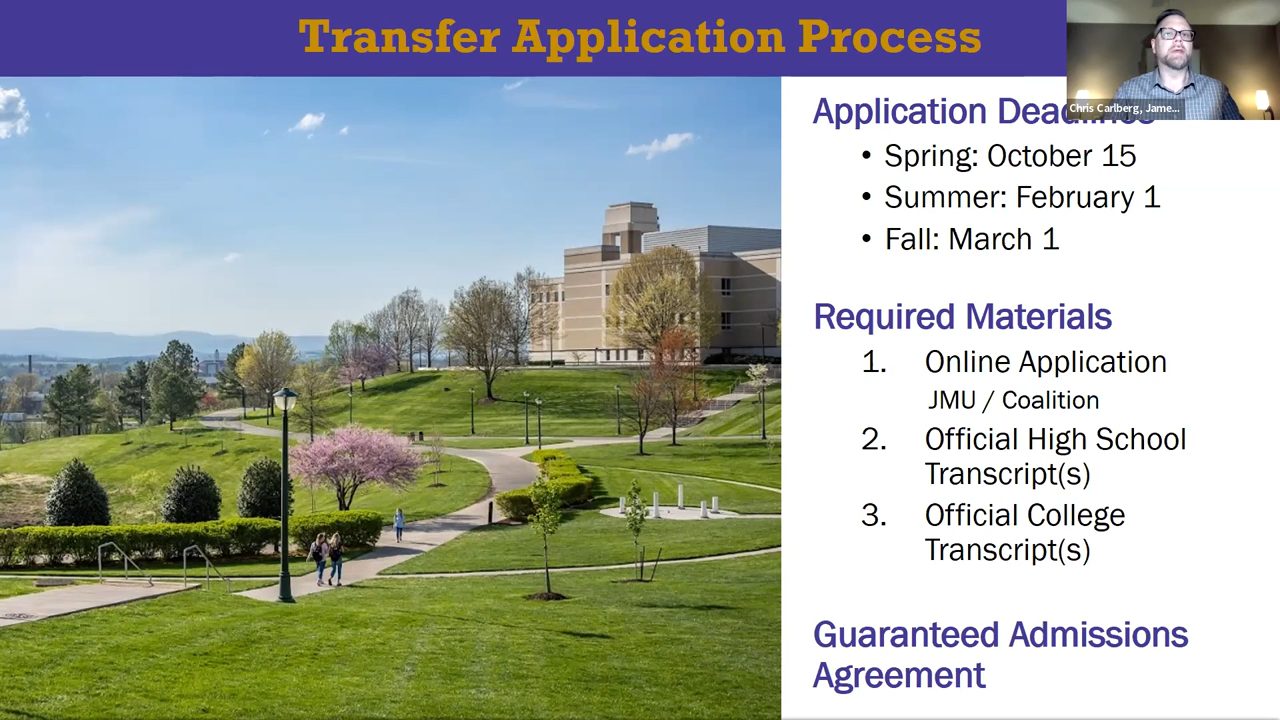 Transfer Application Process
Chris Carlberg, Jame...
Application Deadlines
• Spring: October 15
• Summer: February 1
• Fall: March 1
Required Materials
1. Online Application
JMU / Coalition
2. Official High School
Transcript(s)
3. Official College
Transcript(s)
Guaranteed Admissions
Agreement